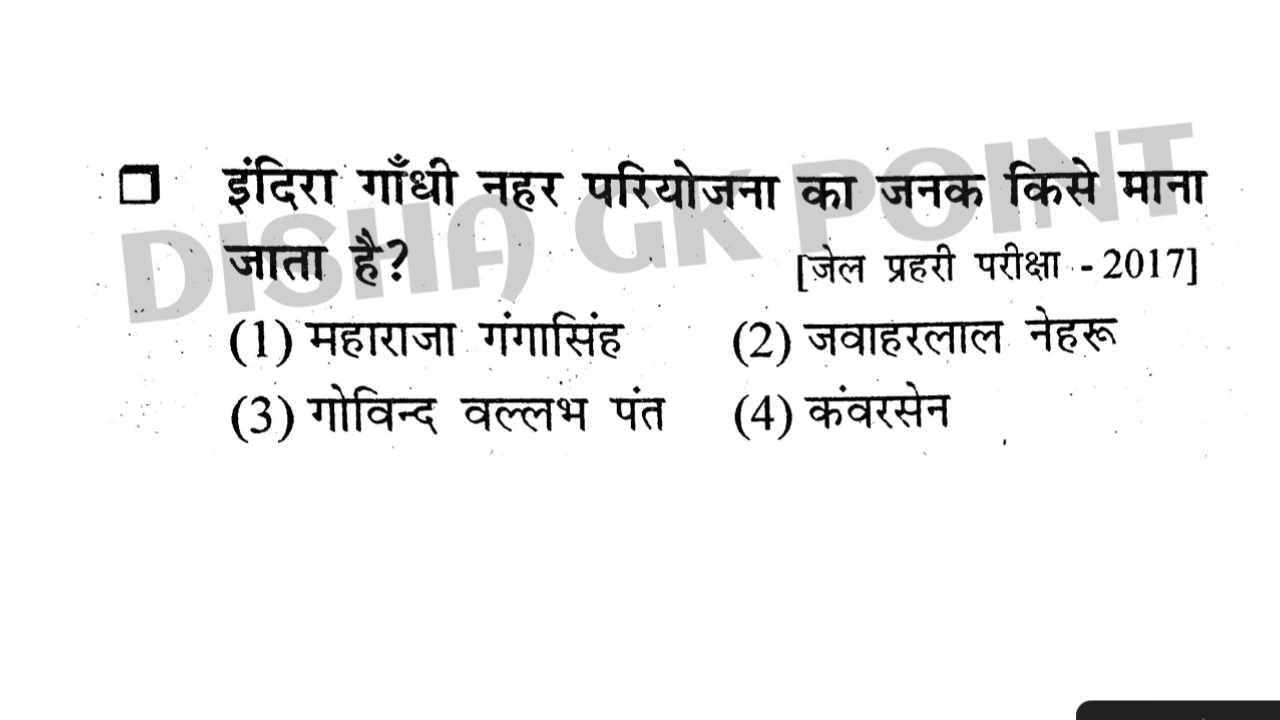 इंदिरा गाँधी नहर परियोजना का जनक किसे माना
जाता है? [जेल प्रहरी परीक्षा - 2017]
(1) महाराजा गंगासिंह (2) जवाहरलाल नेहरू
(3) गोविन्द वल्लभ पंत (4) कंवरसेन
DISHA GK POINT